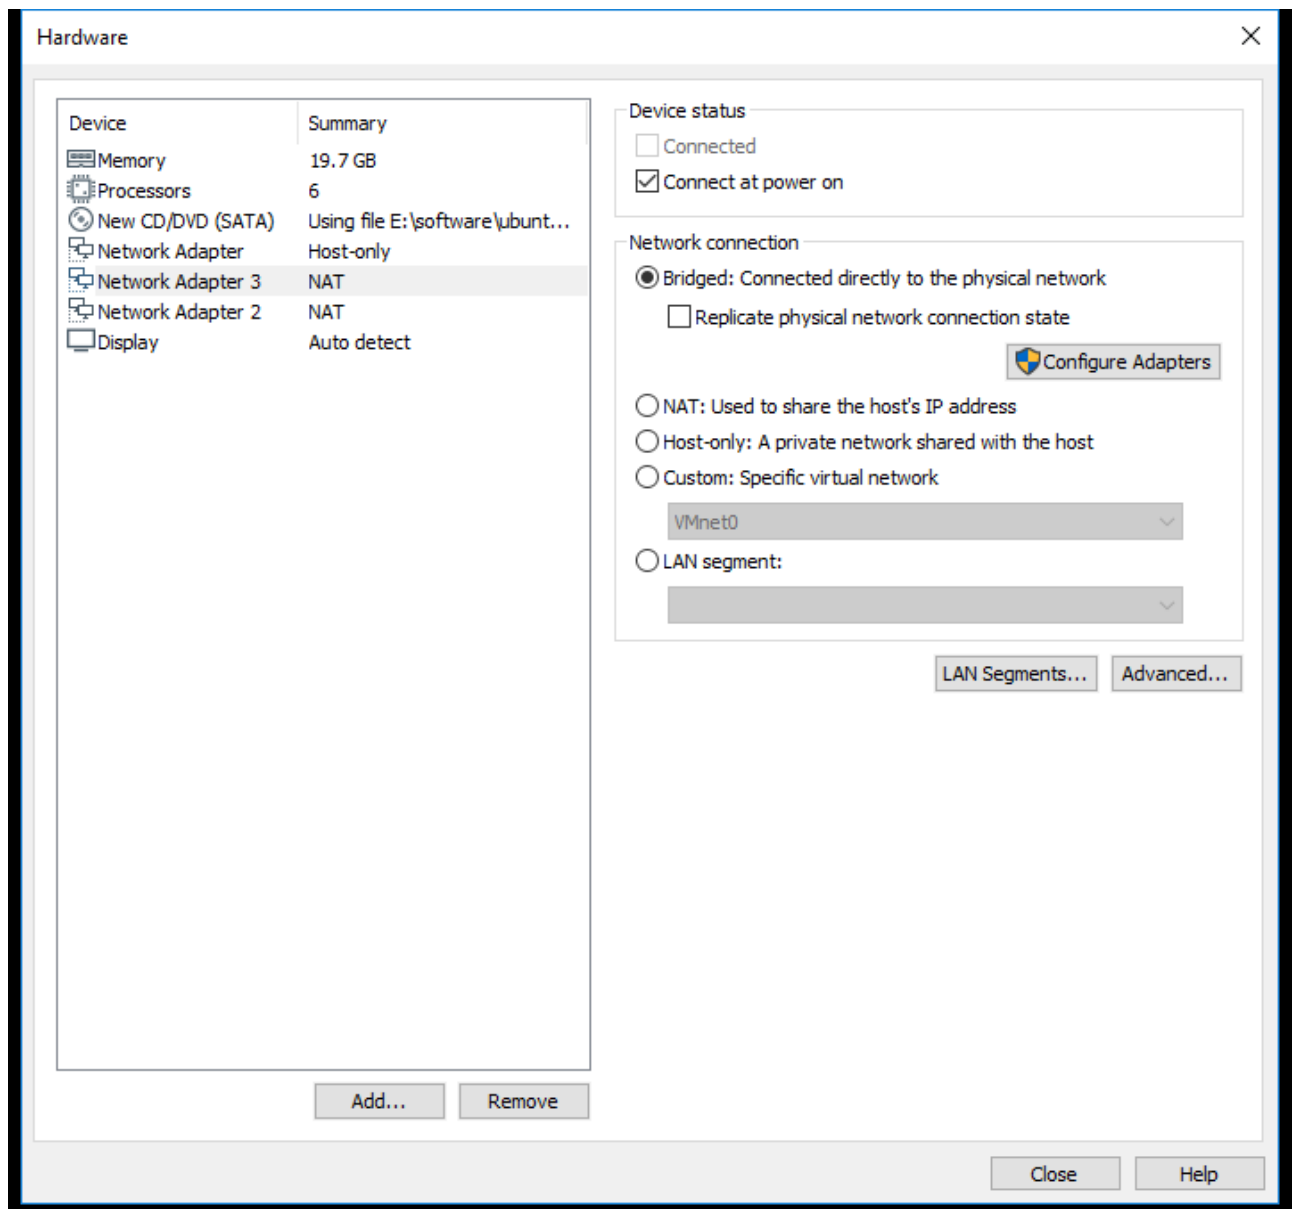 Hardware
Device Summary
Memory 19.7 GB
Processors 6
New CD/DVD (SATA) Using file E:\software\ubunt...
Network Adapter Host-only
Network Adapter 3 NAT
Network Adapter 2 NAT
Display Auto detect
Add... Remove
Device status
Connected
Connect at power on
Network connection
Bridged: Connected directly to the physical network
Replicate physical network connection state
Configure Adapters
NAT: Used to share the host's IP address
Host-only: A private network shared with the host
Custom: Specific virtual network
VMnet0
LAN segment:
LAN Segments... Advanced...
Close Help